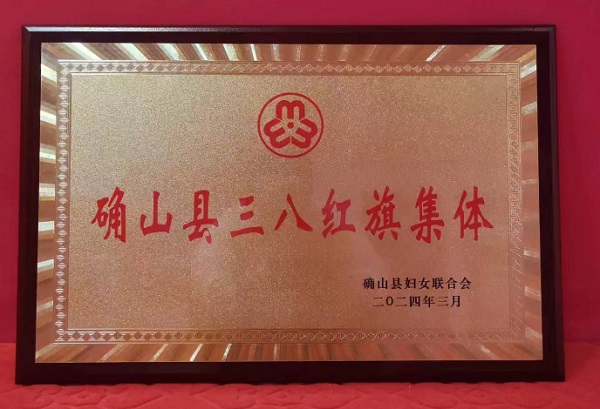 确山县三八红旗集体
确山县妇女联合会
二〇二四年三月